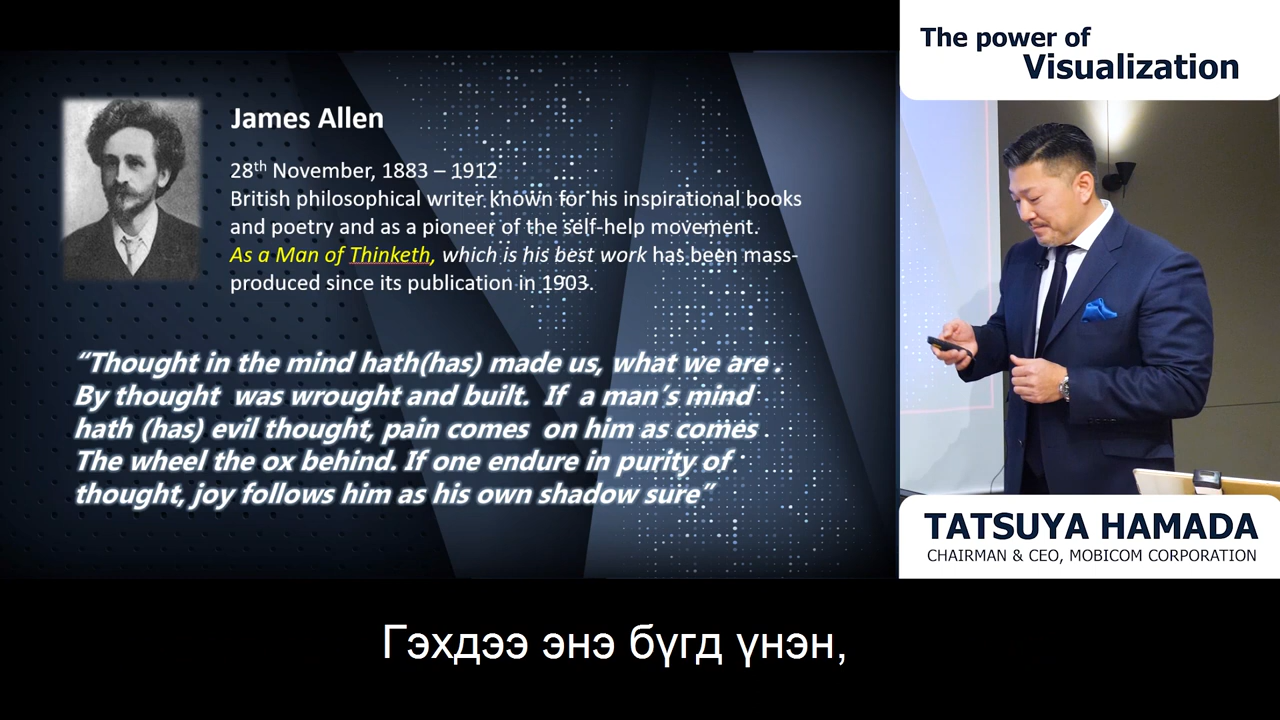 The power of
Visualization
James Allen
28th November, 1883 – 1912
British philosophical writer known for his inspirational books
and poetry and as a pioneer of the self-help movement.
As a Man of Thinketh, which is his best work has been mass-
produced since its publication in 1903.
“Thought in the mind hath(has) made us, what we are .
By thought was wrought and built. If a man´s mind
hath (has) evil thought, pain comes on him as comes
The wheel the ox behind. If one endure in purity of
thought, joy follows him as his own shadow sure”
TATSUYA HAMADA
CHAIRMAN & CEO, MOBICOM CORPORATION
Гэхдээ энэ бүгд үнэн,